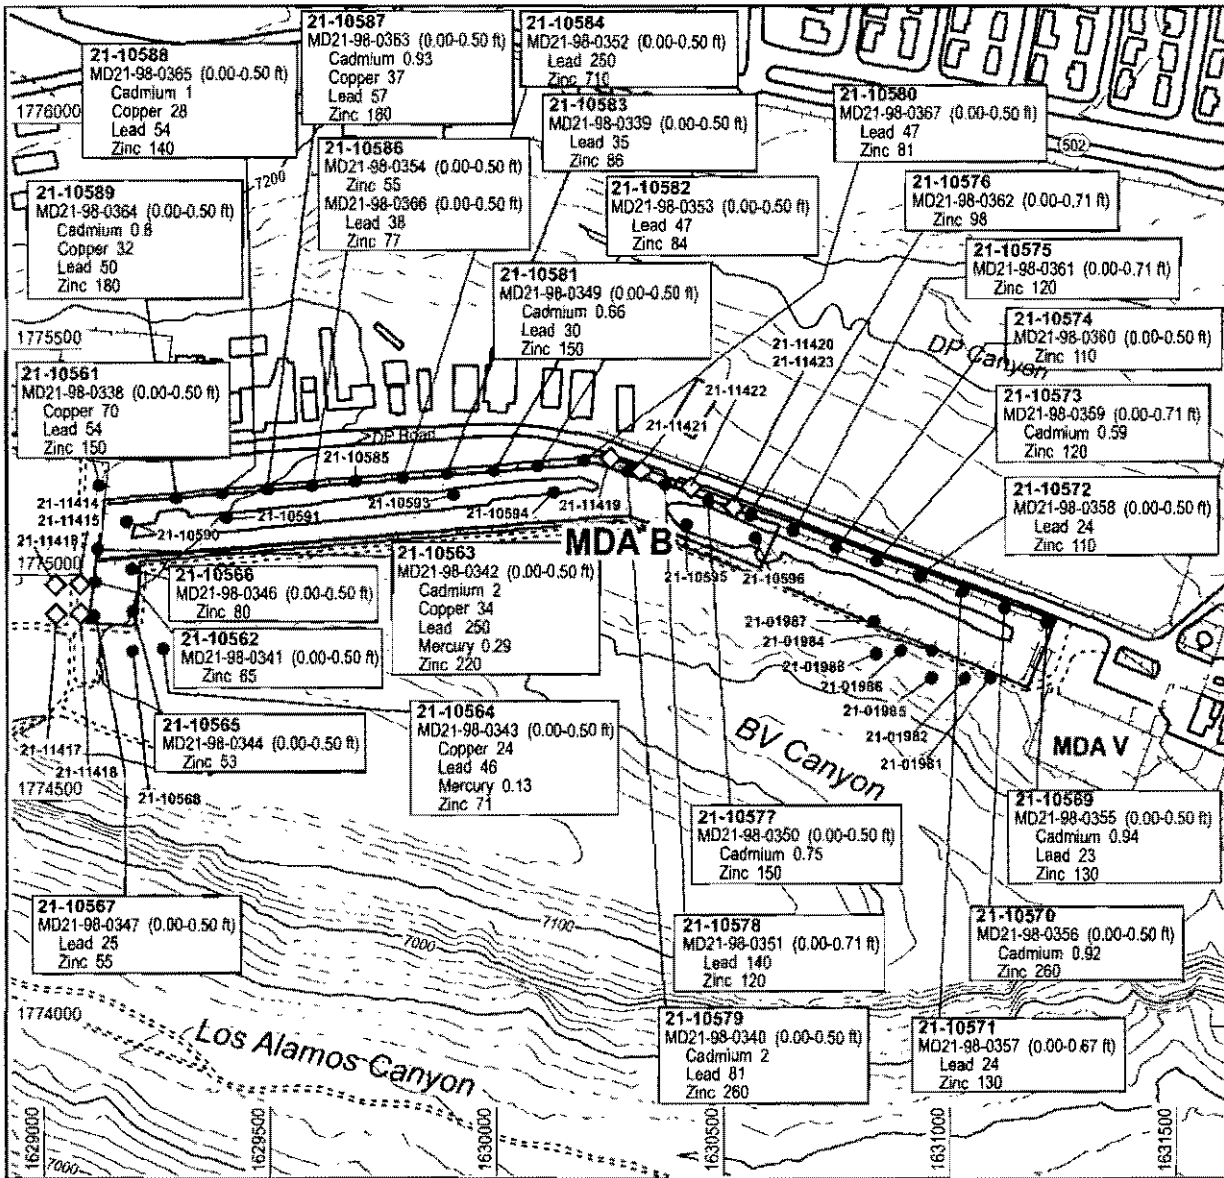 21-10588
MD21-98-0365 (0.00-0.50 ft)
Cadmium 1
Copper 28
Lead 54
Zinc 140
21-10587
MD21-98-0363 (0.00-0.50 ft)
Cadmium 0.93
Copper 37
Lead 57
Zinc 180
21-10584
MD21-98-0352 (0.00-0.50 ft)
Lead 250
Zinc 710
21-10583
MD21-98-0339 (0.00-0.50 ft)
Lead 35
Zinc 86
21-10580
MD21-98-0367 (0.00-0.50 ft)
Lead 47
Zinc 81
502
1776000
7200
21-10586
MD21-98-0354 (0.00-0.50 ft)
Zinc 55
MD21-98-0366 (0.00-0.50 ft)
Lead 38
Zinc 77
21-10582
MD21-98-0353 (0.00-0.50 ft)
Lead 47
Zinc 84
21-10576
MD21-98-0362 (0.00-0.71 ft)
Zinc 98
21-10589
MD21-98-0364 (0.00-0.50 ft)
Cadmium 0.6
Copper 32
Lead 50
Zinc 180
21-10575
MD21-98-0361 (0.00-0.71 ft)
Zinc 120
21-10581
MD21-98-0349 (0.00-0.50 ft)
Cadmium 0.66
Lead 30
Zinc 150
21-10574
MD21-98-0360 (0.00-0.50 ft)
Zinc 110
1775500
21-11420
21-11423
DP Canyon
21-10561
MD21-98-0338 (0.00-0.50 ft)
Copper 70
Lead 54
Zinc 150
21-11422
21-11421
21-10573
MD21-98-0359 (0.00-0.71 ft)
Cadmium 0.59
Zinc 120
DP Road
21-10585
21-10593
21-10594
21-11419
21-11414
21-11415
21-10590
21-10591
21-10572
MD21-98-0358 (0.00-0.50 ft)
Lead 24
Zinc 110
MDA B
1775000
21-10595
21-10596
21-10566
MD21-98-0346 (0.00-0.50 ft)
Zinc 80
21-10563
MD21-98-0342 (0.00-0.50 ft)
Cadmium 2
Copper 34
Lead 250
Mercury 0.29
Zinc 220
21-01987
21-01984
21-01988
21-01986
21-01985
21-01982
21-01981
21-10562
MD21-98-0341 (0.00-0.50 ft)
Zinc 65
21-10565
MD21-98-0344 (0.00-0.50 ft)
Zinc 53
21-10564
MD21-98-0343 (0.00-0.50 ft)
Copper 24
Lead 46
Mercury 0.13
Zinc 71
BV Canyon
MDA V
21-11417
21-11418
21-10568
1774500
21-10577
MD21-98-0350 (0.00-0.50 ft)
Cadmium 0.75
Zinc 150
21-10569
MD21-98-0355 (0.00-0.50 ft)
Cadmium 0.94
Lead 23
Zinc 130
21-10567
MD21-98-0347 (0.00-0.50 ft)
Lead 25
Zinc 55
7100
7000
21-10578
MD21-98-0351 (0.00-0.71 ft)
Lead 140
Zinc 120
21-10570
MD21-98-0356 (0.00-0.50 ft)
Cadmium 0.92
Zinc 260
1774000
Los Alamos Canyon
21-10579
MD21-98-0340 (0.00-0.50 ft)
Cadmium 2
Lead 81
Zinc 260
21-10571
MD21-98-0357 (0.00-0.67 ft)
Lead 24
Zinc 130
7000
1629000
1629500
1630000
1630500
1631000
1631500